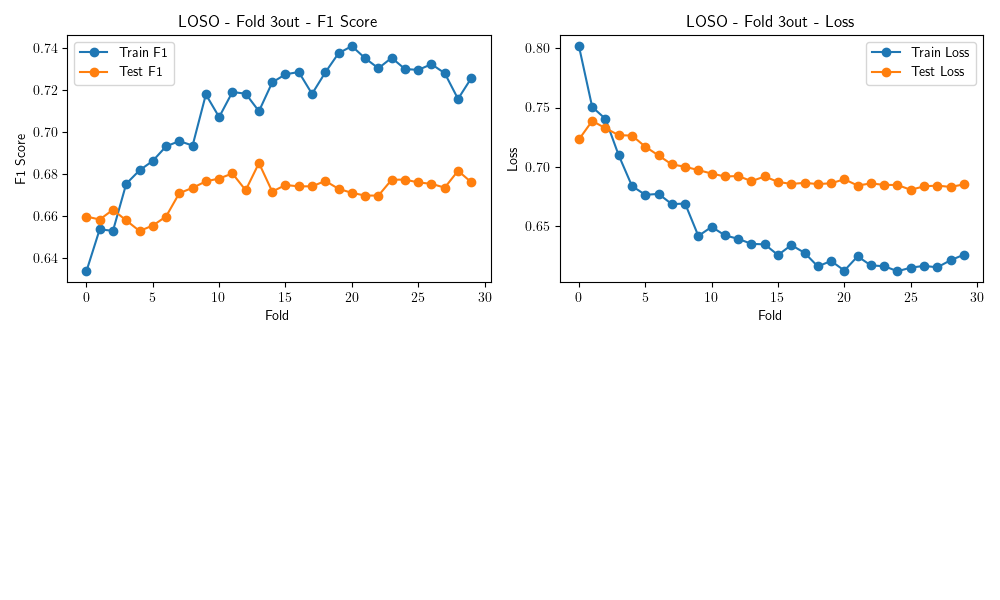 LOSO - Fold 3out - F1 Score
Train F1
Test F1
F1 Score
0.74
0.72
0.70
0.68
0.66
0.64
0 5 10 15 20 25 30
Fold
LOSO - Fold 3out - Loss
Train Loss
Test Loss
Loss
0.80
0.75
0.70
0.65
0 5 10 15 20 25 30
Fold